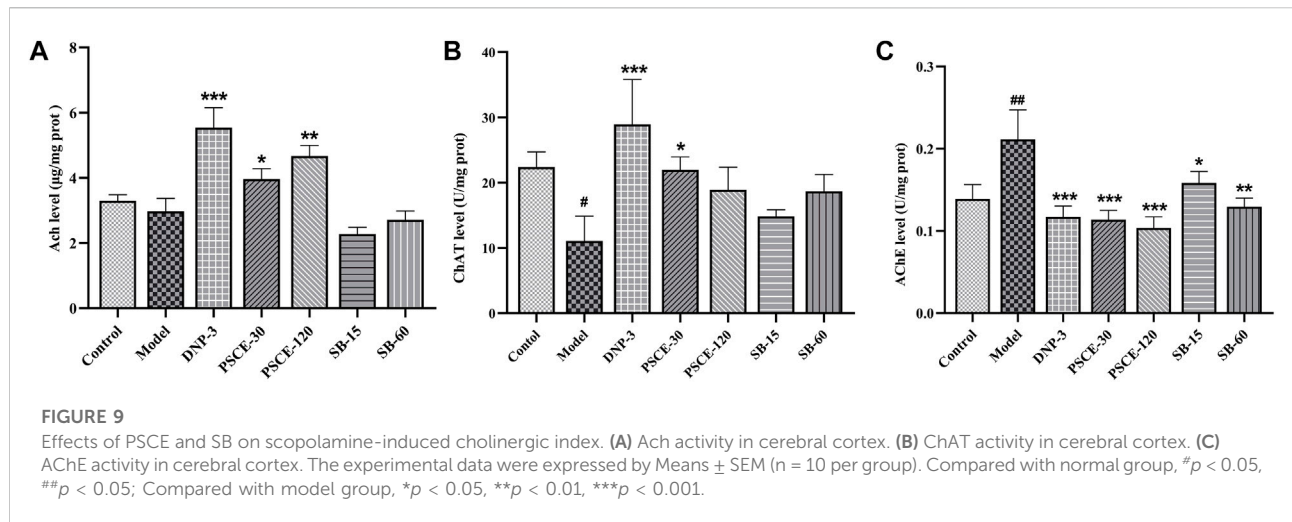 A
Ach level (μg/mg prot )
8
6
4
2
0
***
*
**
Control
Model
DNP-3
PSCE-30
PSCE-120
SB-15
SB-60
B
ChAT level (U/mg prot)
40
30
20
10
0
#
***
*
Contol
Model
DNP-3
PSCE-30
PSCE-120
SB-15
SB-60
C
AChE level (U/mg prot)
0.3
0.2
0.1
0.0
##
***
***
***
*
**
Control
Model
DNP-3
PSCE-30
PSCE-120
SB-15
SB-60
FIGURE 9
Effects of PSCE and SB on scopolamine-induced cholinergic index. (A) Ach activity in cerebral cortex. (B) ChAT activity in cerebral cortex. (C)
AChE activity in cerebral cortex. The experimental data were expressed by Means ± SEM (n = 10 per group). Compared with normal group, #p < 0.05,
##p < 0.05; Compared with model group, *p < 0.05, **p < 0.01, ***p < 0.001.